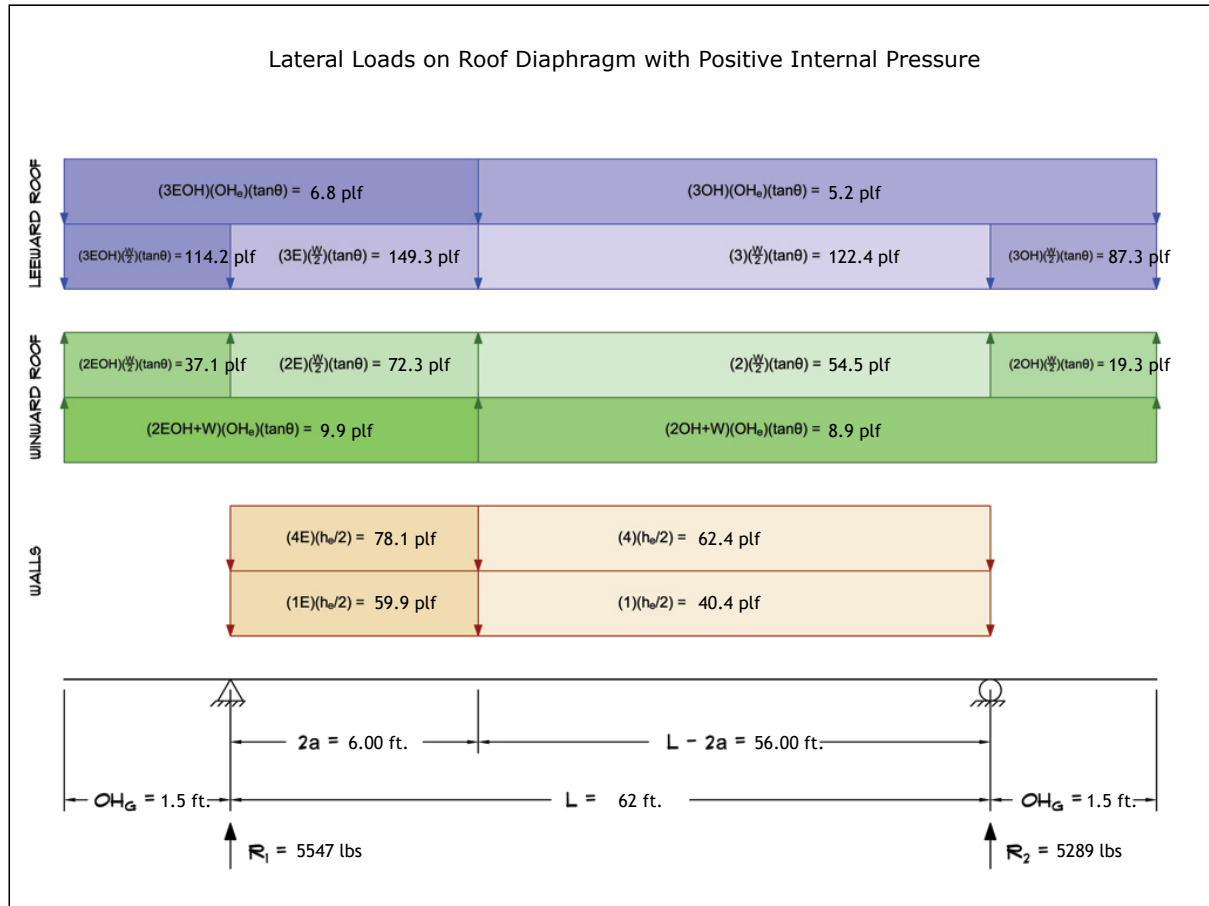 Lateral Loads on Roof Diaphragm with Positive Internal Pressure
LEEWARD ROOF
(3EOH)(OHₑ)(tanθ) = 6.8 plf
(3OH)(OHₑ)(tanθ) = 5.2 plf
(3EOH)(W/2)(tanθ) = 114.2 plf
(3E)(W/2)(tanθ) = 149.3 plf
(3)(W/2)(tanθ) = 122.4 plf
(3OH)(W/2)(tanθ) = 87.3 plf
WINWARD ROOF
(2EOH)(W/2)(tanθ) = 37.1 plf
(2E)(W/2)(tanθ) = 72.3 plf
(2)(W/2)(tanθ) = 54.5 plf
(2OH)(W/2)(tanθ) = 19.3 plf
(2EOH+W)(OHₑ)(tanθ) = 9.9 plf
(2OH+W)(OHₑ)(tanθ) = 8.9 plf
WALLS
(4E)(hₑ/2) = 78.1 plf
(4)(hₑ/2) = 62.4 plf
(1E)(hₑ/2) = 59.9 plf
(1)(hₑ/2) = 40.4 plf
2a = 6.00 ft.
L - 2a = 56.00 ft.
OH_G = 1.5 ft.
L = 62 ft.
OH_G = 1.5 ft.
R₁ = 5547 lbs
R₂ = 5289 lbs